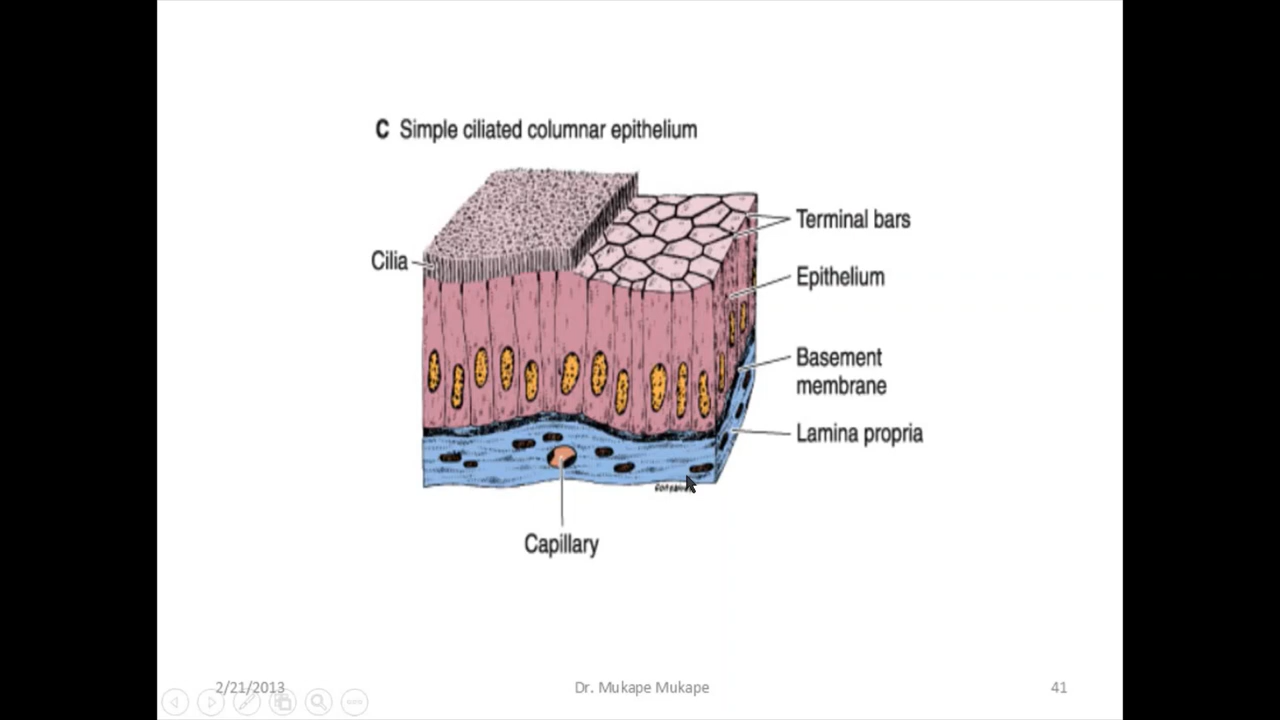 C Simple ciliated columnar epithelium
Terminal bars
Cilia
Epithelium
Basement
membrane
Lamina propria
Capillary
2/21/2013
Dr. Mukape Mukape
41